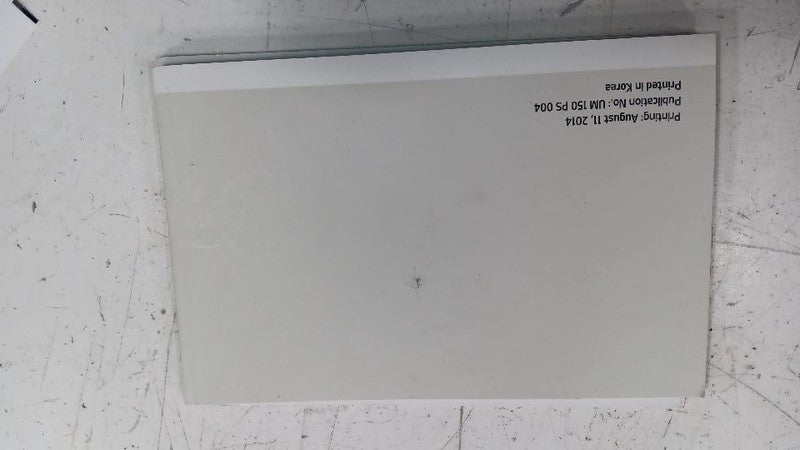 Printing: August 11, 2014
Publication No.: UM 150 PS 004
Printed in Korea